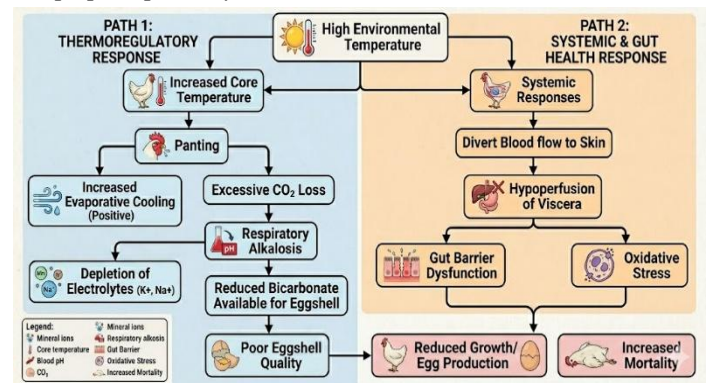 PATH 1:
THERMOREGULATORY
RESPONSE
High Environmental
Temperature
PATH 2:
SYSTEMIC & GUT
HEALTH RESPONSE
Increased Core
Temperature
Systemic
Responses
Panting
Divert Blood flow to Skin
Increased
Evaporative Cooling
(Positive)
Excessive CO₂ Loss
Hypoperfusion
of Viscera
pH
Respiratory
Alkalosis
Gut Barrier
Dysfunction
Oxidative
Stress
Na⁺
Depletion of
Electrolytes (K+, Na+)
Reduced Bicarbonate
Available for Eggshell
Legend:
Mineral ions
Core temperature
Blood pH
CO₂
Mineral ions
Respiratory alkosis
Gut Barrier
Oxidative Stress
Increased Mortality
Poor Eggshell
Quality
Reduced Growth/
Egg Production
Increased
Mortality